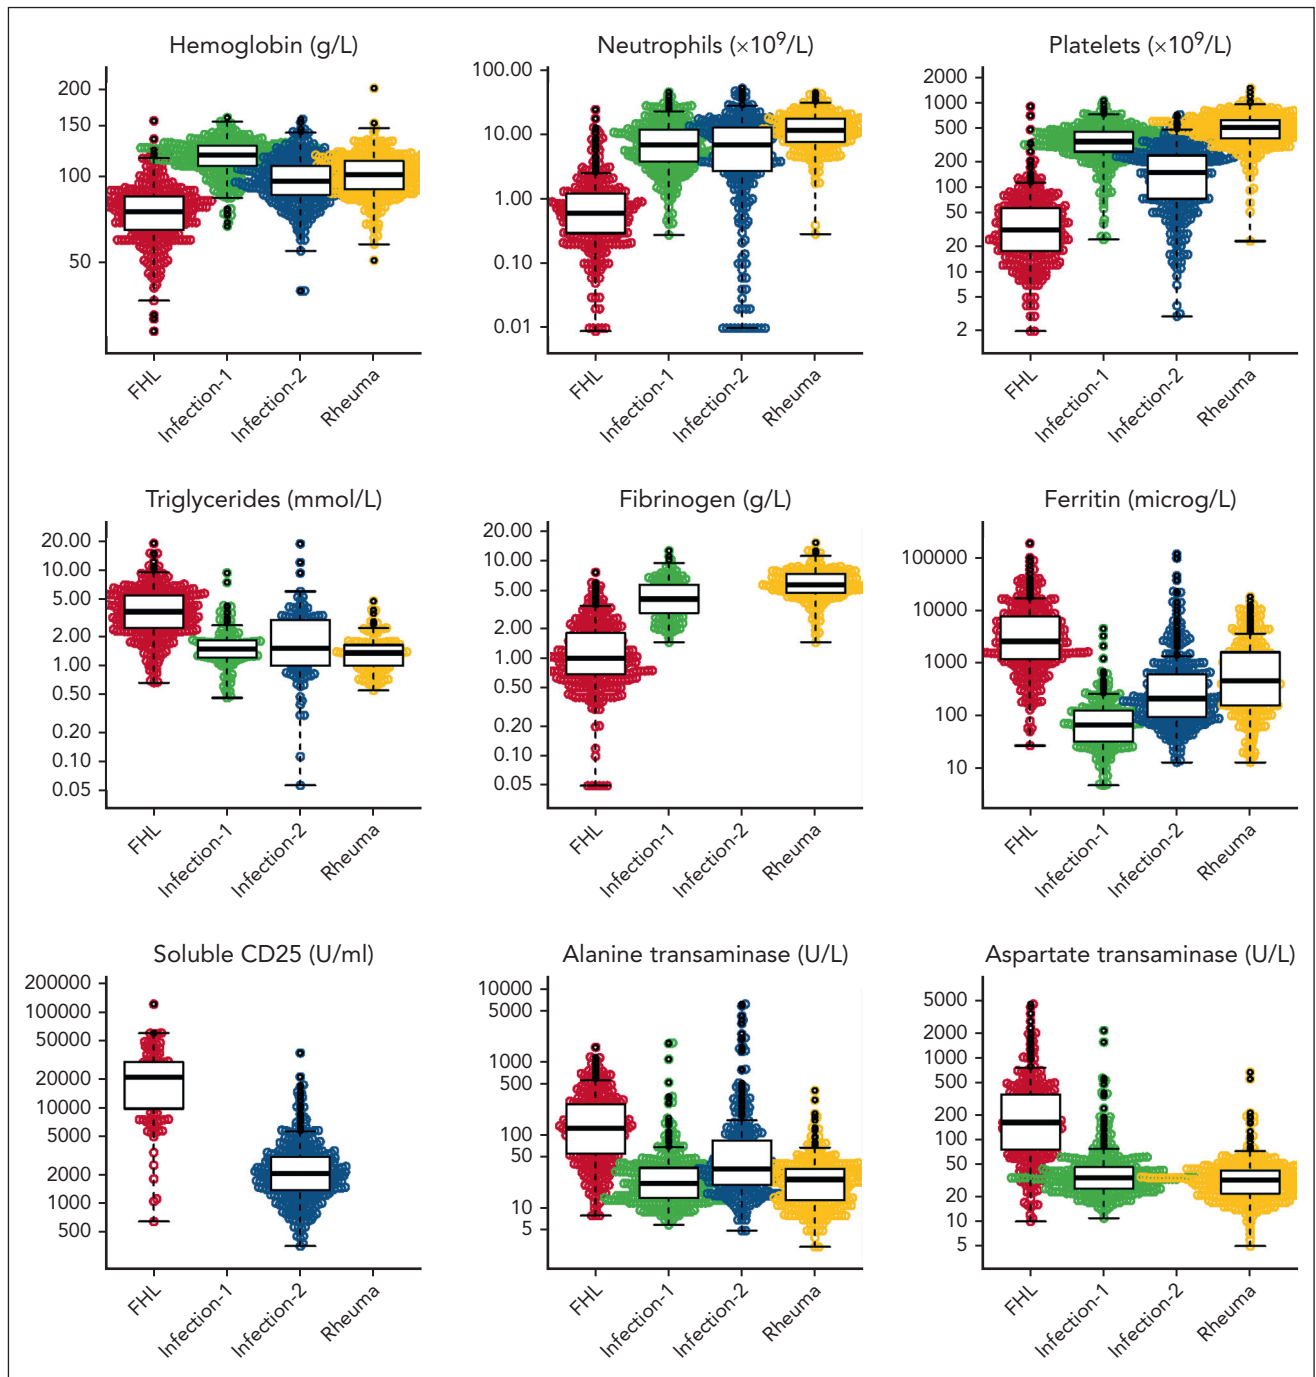 Hemoglobin (g/L)
200
150
100
50
FHL
Infection-1
Infection-2
Rheuma
Neutrophils (×10⁹/L)
100.00
10.00
1.00
0.10
0.01
FHL
Infection-1
Infection-2
Rheuma
Platelets (×10⁹/L)
2000
1000
500
200
100
50
20
10
5
2
FHL
Infection-1
Infection-2
Rheuma
Triglycerides (mmol/L)
20.00
10.00
5.00
2.00
1.00
0.50
0.20
0.10
0.05
FHL
Infection-1
Infection-2
Rheuma
Fibrinogen (g/L)
20.00
10.00
5.00
2.00
1.00
0.50
0.20
0.10
0.05
FHL
Infection-1
Infection-2
Rheuma
Ferritin (microg/L)
100000
10000
1000
100
10
FHL
Infection-1
Infection-2
Rheuma
Soluble CD25 (U/ml)
200000
100000
50000
20000
10000
5000
2000
1000
500
FHL
Infection-1
Infection-2
Rheuma
Alanine transaminase (U/L)
10000
5000
1000
500
100
50
10
5
FHL
Infection-1
Infection-2
Rheuma
Aspartate transaminase (U/L)
5000
2000
1000
500
200
100
50
20
10
5
FHL
Infection-1
Infection-2
Rheuma